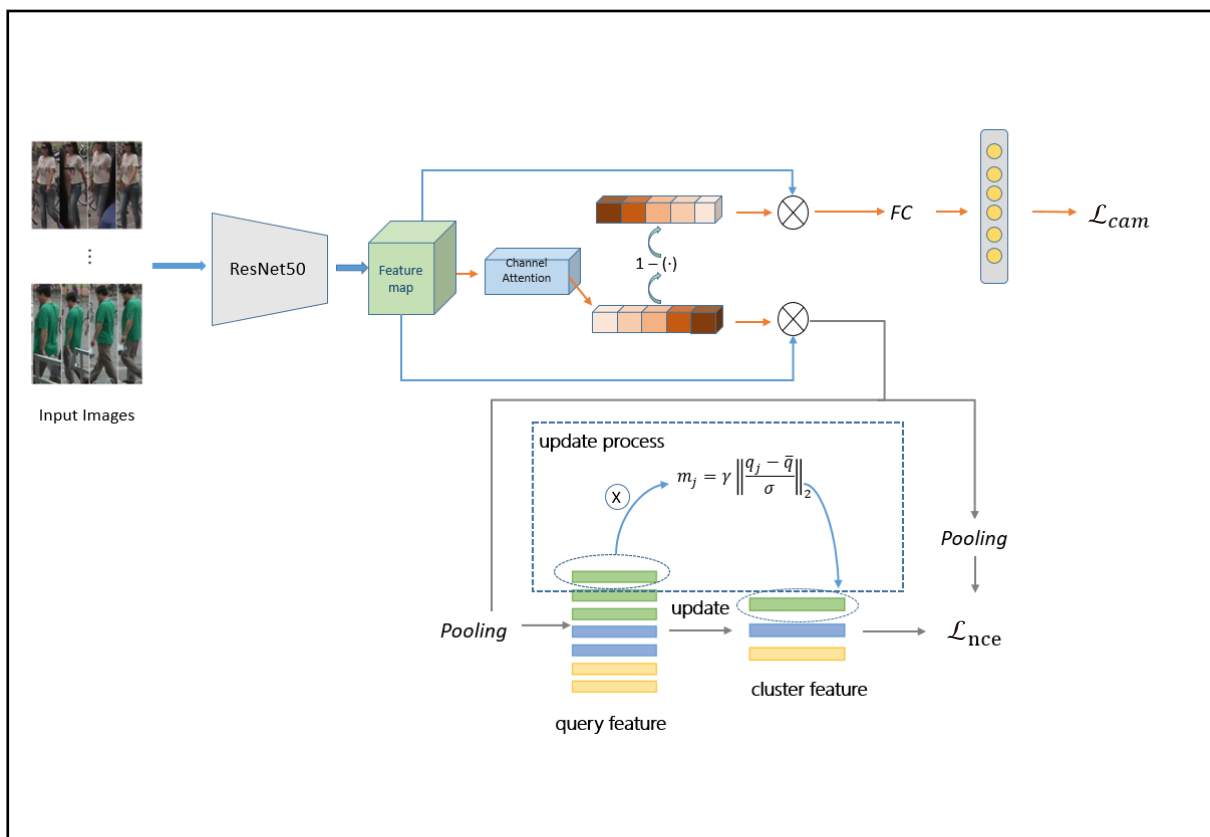 ResNet50
Feature
map
Channel
Attention
1 − (·)
FC
ℒcam
⋮
Input Images
update process
X
m_j = γ ‖(q_j − q̄)/σ‖_2
Pooling
Pooling
update
ℒnce
cluster feature
query feature